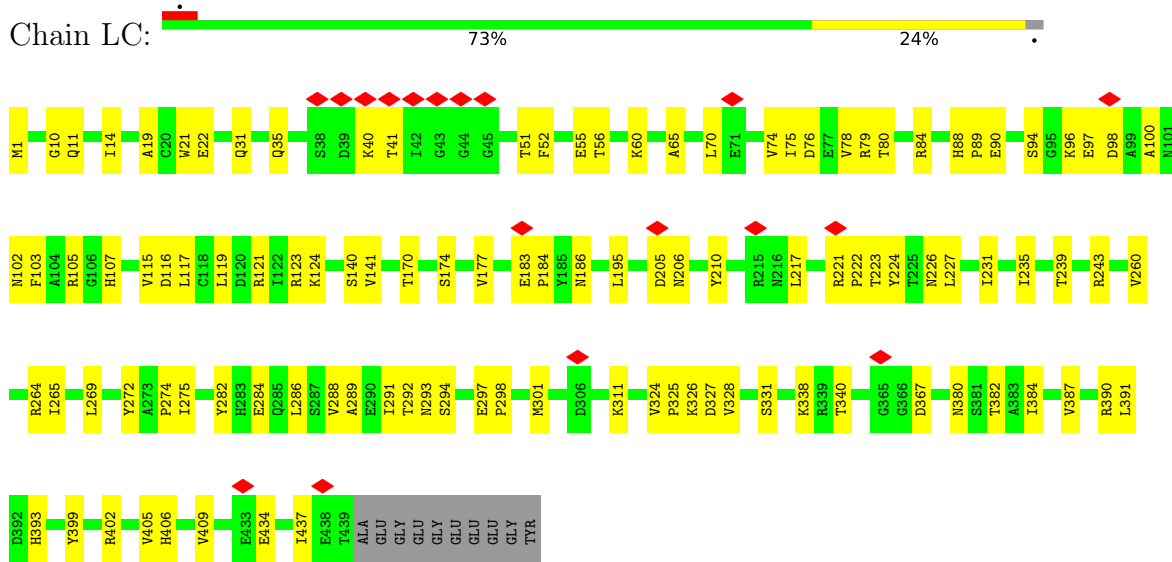 Chain LC:
73% 24%
M1 G10 Q11 I14 A19 C20 W21 E22 Q31 Q35 S38 D39 K40 T41 I42 G43 G44 G45 T51 F52 E55 T56 K60 A65 L70 E71 V74 I75 D76 E77 V78 R79 T80 R84 H88 P89 E90 S94 G95 K96 E97 D98 A99 A100 N101
N102 F103 A104 R105 G106 H107 V115 D116 L117 C118 L119 D120 R121 I122 R123 K124 S140 V141 T170 S174 V177 E183 P184 Y185 N186 L195 D205 N206 Y210 R215 N216 L217 R221 P222 T223 Y224 T225 N226 L227 I231 I235 T239 R243 V260
R264 I265 L269 Y272 A273 P274 I275 Y282 H283 E284 Q285 L286 S287 V288 A289 E290 I291 T292 N293 S294 E297 P298 M301 D306 K311 V324 P325 K326 D327 V328 S331 K338 R339 T340 G365 G366 D367 N380 S381 T382 A383 I384 V387 R390 L391
D392 H393 Y399 R402 V405 H406 V409 E433 E434 I437 E438 T439 ALA GLU GLY GLU GLY GLU GLU GLU GLY TYR